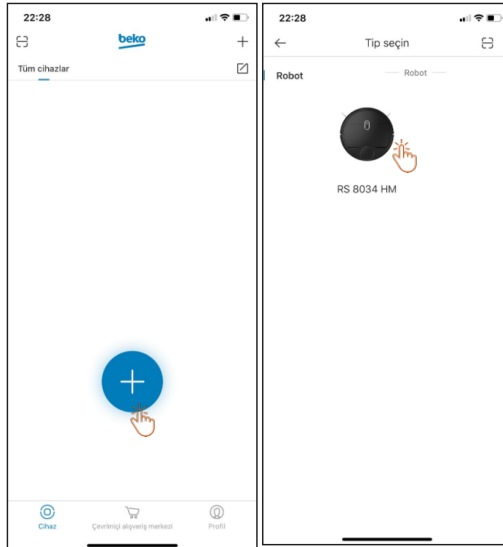 22:28
beko
Tüm cihazlar
Cihaz
Çevrimiçi alışveriş merkezi
Profil
22:28
Tip seçin
Robot
Robot
RS 8034 HM